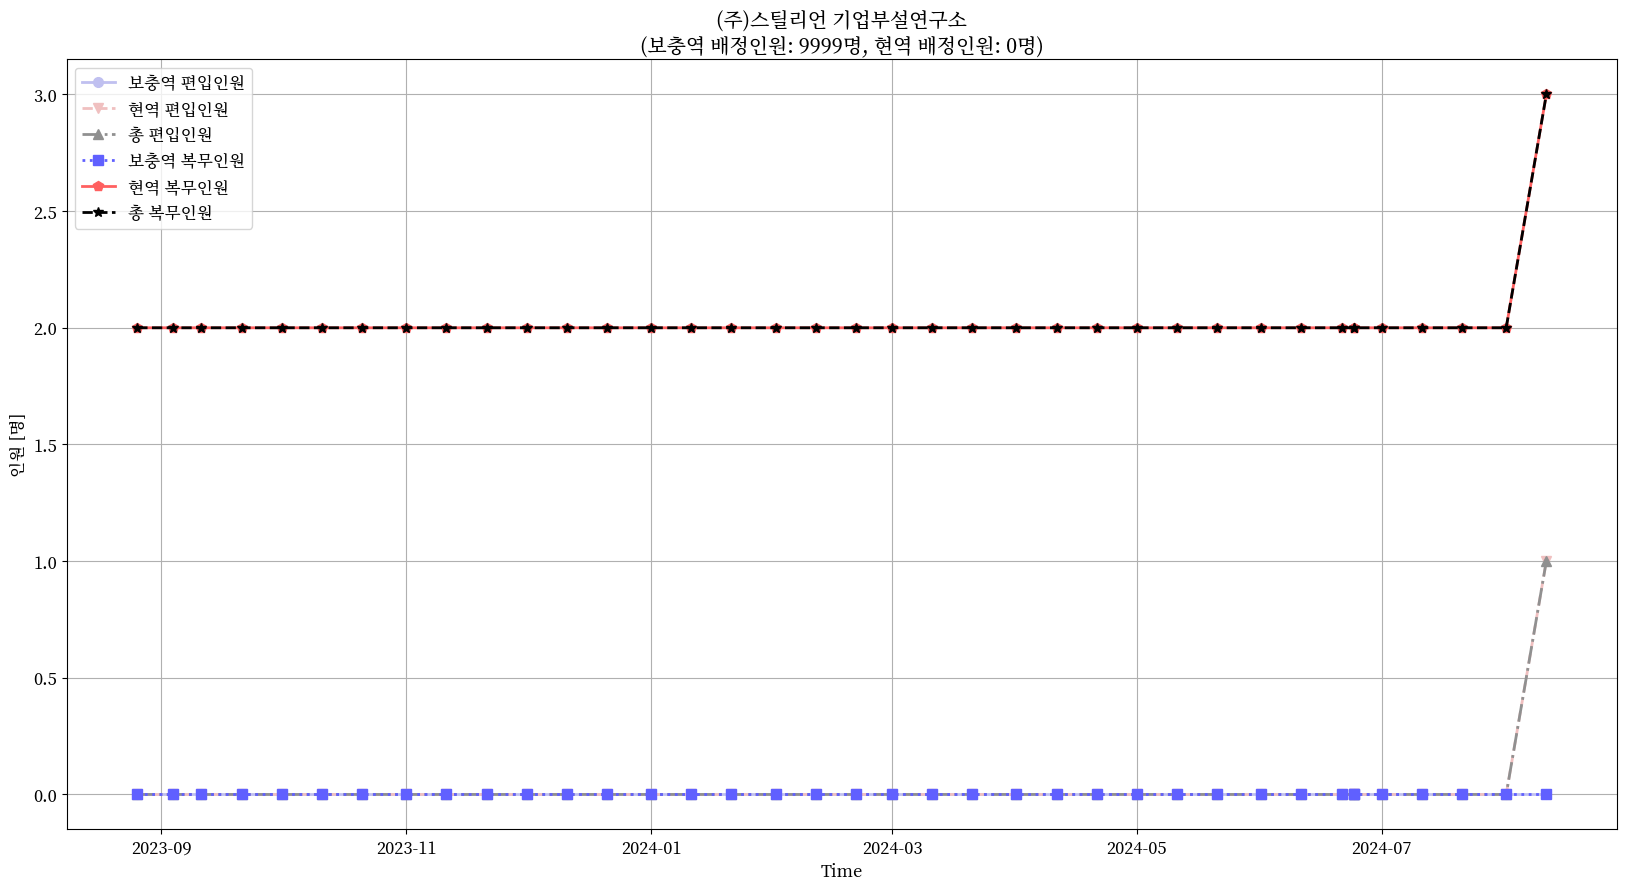 (주)스틸리언 기업부설연구소
(보충역 배정인원: 9999명, 현역 배정인원: 0명)
보충역 편입인원
현역 편입인원
총 편입인원
보충역 복무인원
현역 복무인원
총 복무인원
3.0
2.5
2.0
1.5
1.0
0.5
0.0
인원 [명]
2023-09
2023-11
2024-01
2024-03
2024-05
2024-07
Time